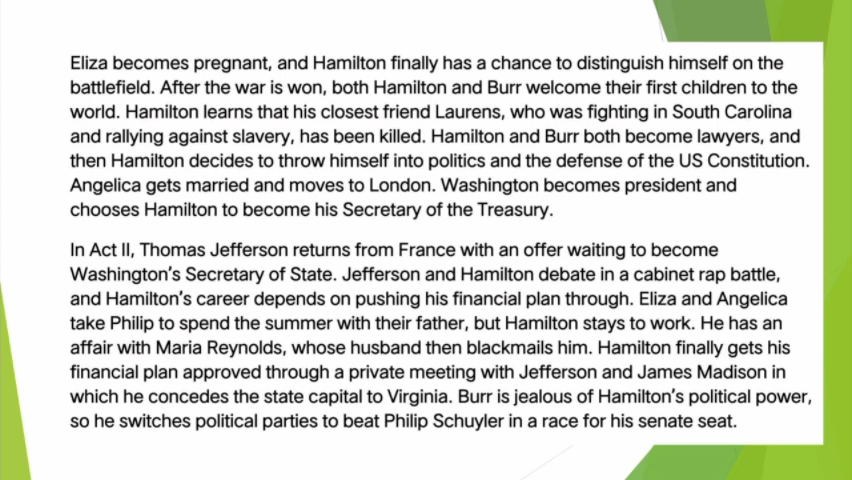 Eliza becomes pregnant, and Hamilton finally has a chance to distinguish himself on the
battlefield. After the war is won, both Hamilton and Burr welcome their first children to the
world. Hamilton learns that his closest friend Laurens, who was fighting in South Carolina
and rallying against slavery, has been killed. Hamilton and Burr both become lawyers, and
then Hamilton decides to throw himself into politics and the defense of the US Constitution.
Angelica gets married and moves to London. Washington becomes president and
chooses Hamilton to become his Secretary of the Treasury.
In Act II, Thomas Jefferson returns from France with an offer waiting to become
Washington's Secretary of State. Jefferson and Hamilton debate in a cabinet rap battle,
and Hamilton's career depends on pushing his financial plan through. Eliza and Angelica
take Philip to spend the summer with their father, but Hamilton stays to work. He has an
affair with Maria Reynolds, whose husband then blackmails him. Hamilton finally gets his
financial plan approved through a private meeting with Jefferson and James Madison in
which he concedes the state capital to Virginia. Burr is jealous of Hamilton's political power,
so he switches political parties to beat Philip Schuyler in a race for his senate seat.